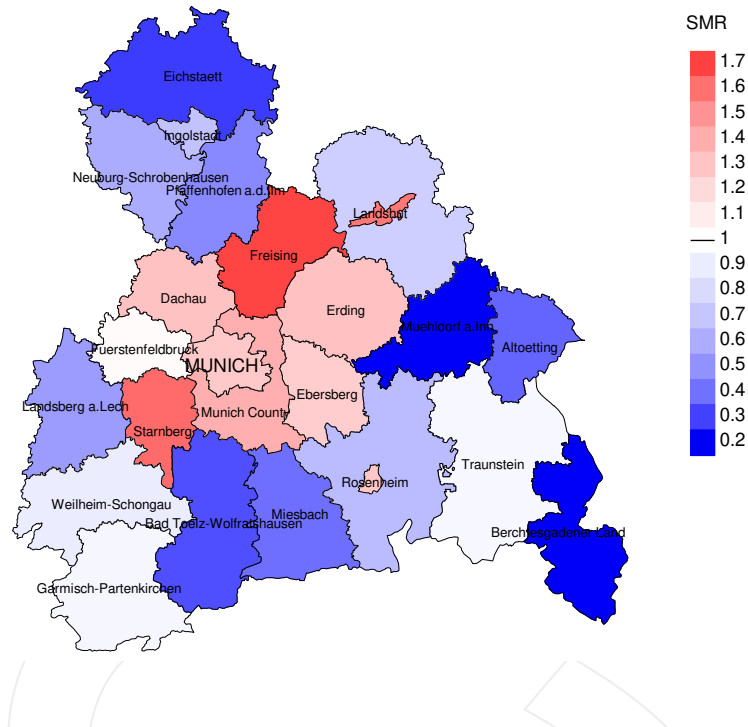 SMR
1.7
1.6
1.5
1.4
1.3
1.2
1.1
1
0.9
0.8
0.7
0.6
0.5
0.4
0.3
0.2
Eichstaett
Ingolstadt
Neuburg-Schrobenhausen
Pfaffenhofen a.d.Ilm
Landshut
Freising
Dachau
Erding
Muehldorf a.Inn
Altoetting
Fuerstenfeldbruck
MUNICH
Ebersberg
Landsberg a.Lech
Munich County
Starnberg
Traunstein
Rosenheim
Weilheim-Schongau
Miesbach
Bad Toelz-Wolfratshausen
Berchtesgadener Land
Garmisch-Partenkirchen